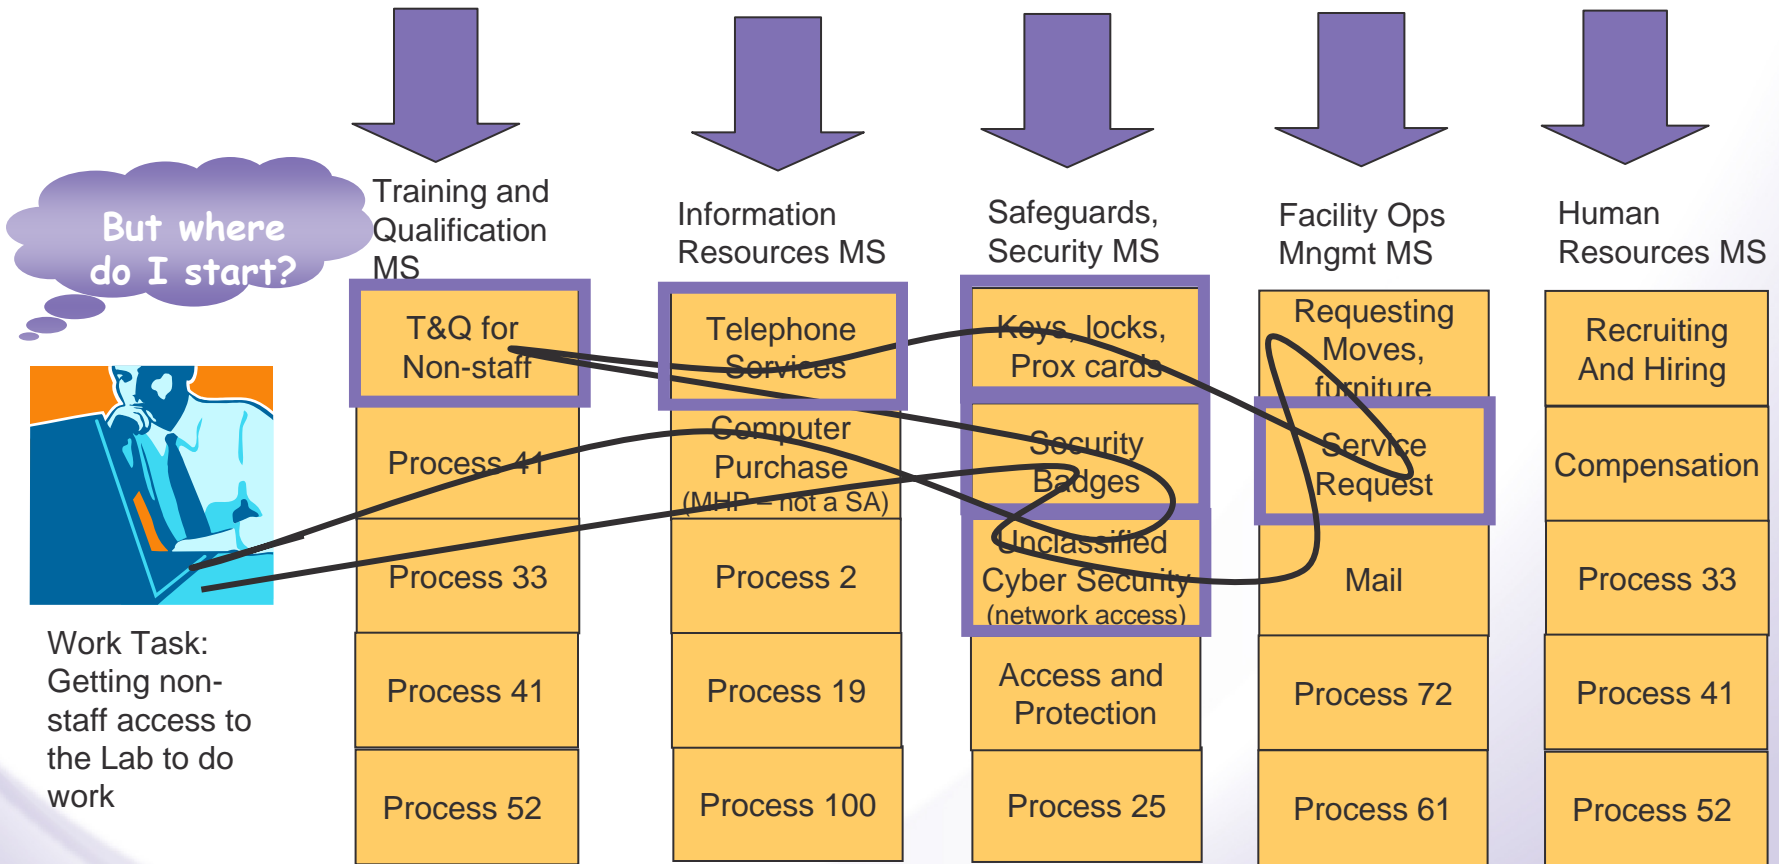 But where
do I start?
Work Task:
Getting non-
staff access to
the Lab to do
work
Training and
Qualification
MS
T&Q for
Non-staff
Process 41
Process 33
Process 41
Process 52
Information
Resources MS
Telephone
Services
Computer
Purchase
(MHP – not a SA)
Process 2
Process 19
Process 100
Safeguards,
Security MS
Keys, locks,
Prox cards
Security
Badges
Unclassified
Cyber Security
(network access)
Access and
Protection
Process 25
Facility Ops
Mngmt MS
Requesting
Moves,
furniture
Service
Request
Mail
Process 72
Process 61
Human
Resources MS
Recruiting
And Hiring
Compensation
Process 33
Process 41
Process 52